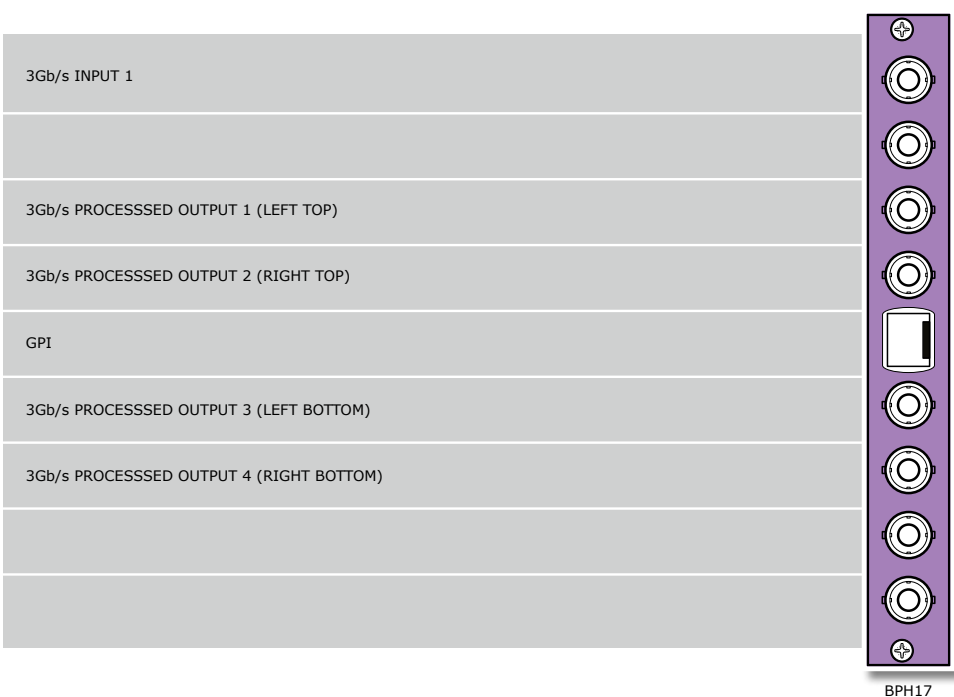 3Gb/s INPUT 1
3Gb/s PROCESSSED OUTPUT 1 (LEFT TOP)
3Gb/s PROCESSSED OUTPUT 2 (RIGHT TOP)
GPI
3Gb/s PROCESSSED OUTPUT 3 (LEFT BOTTOM)
3Gb/s PROCESSSED OUTPUT 4 (RIGHT BOTTOM)
BPH17